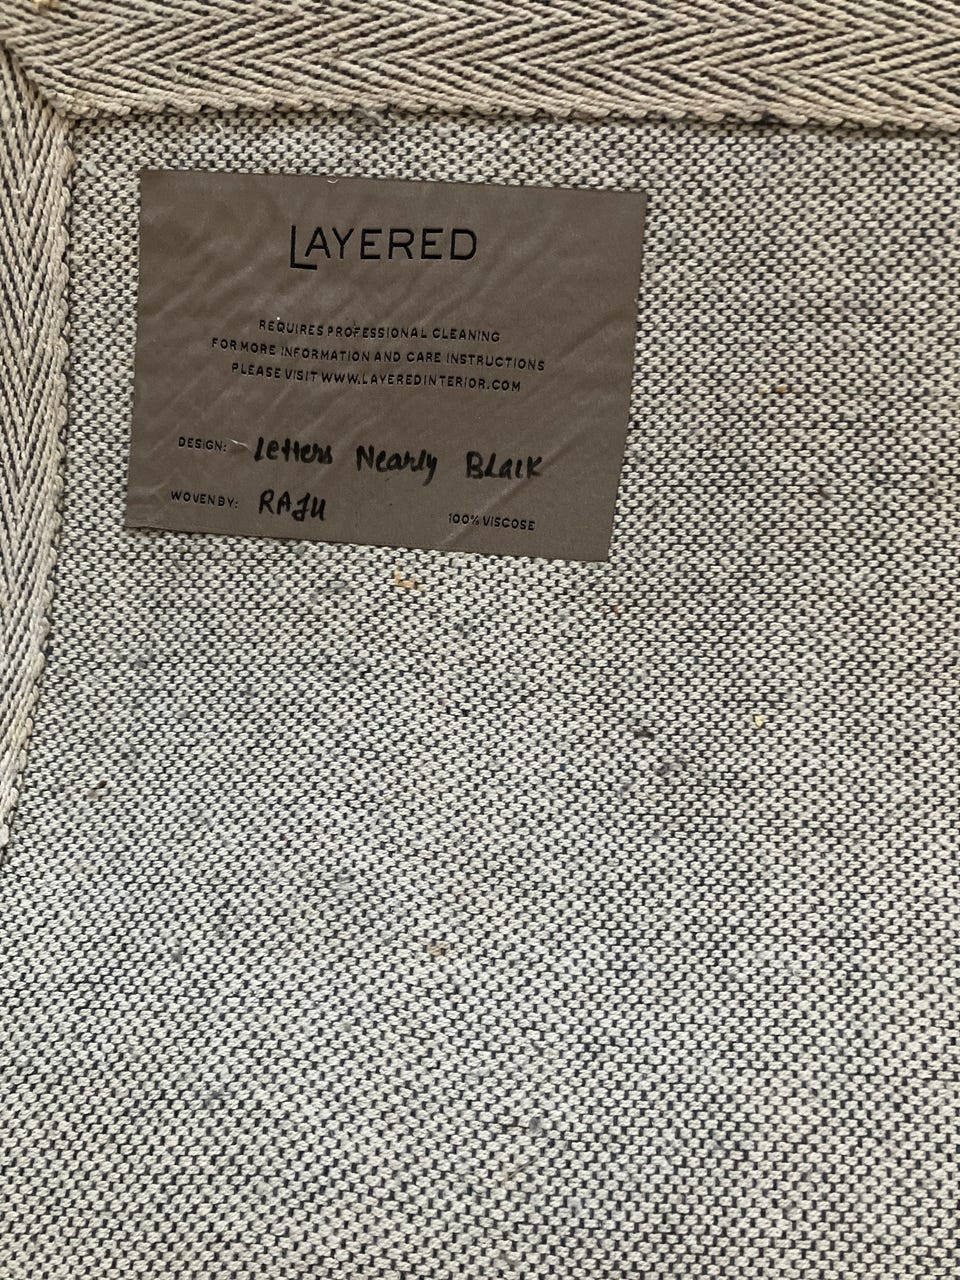 LAYERED
REQUIRES PROFESSIONAL CLEANING
FOR MORE INFORMATION AND CARE INSTRUCTIONS
PLEASE VISIT WWW.LAYEREDINTERIOR.COM
DESIGN: Letters Nearly BLacK
WOVEN BY: RAJU 100% VISCOSE